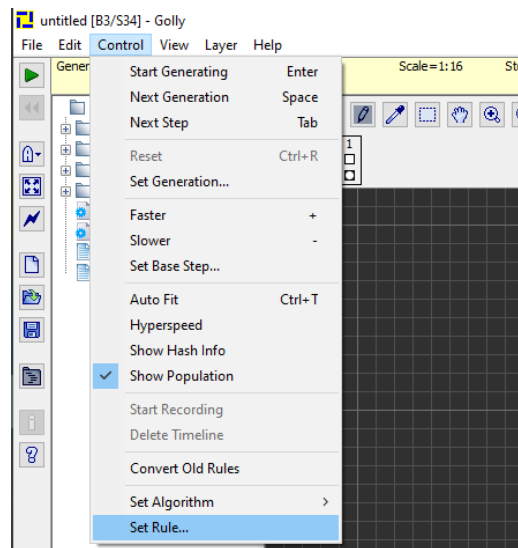 untitled [B3/S34] - Golly
File Edit Control View Layer Help
Gener
Scale=1:16
St
1
Start Generating Enter
Next Generation Space
Next Step Tab
Reset Ctrl+R
Set Generation...
Faster +
Slower -
Set Base Step...
Auto Fit Ctrl+T
Hyperspeed
Show Hash Info
Show Population
Start Recording
Delete Timeline
Convert Old Rules
Set Algorithm >
Set Rule...